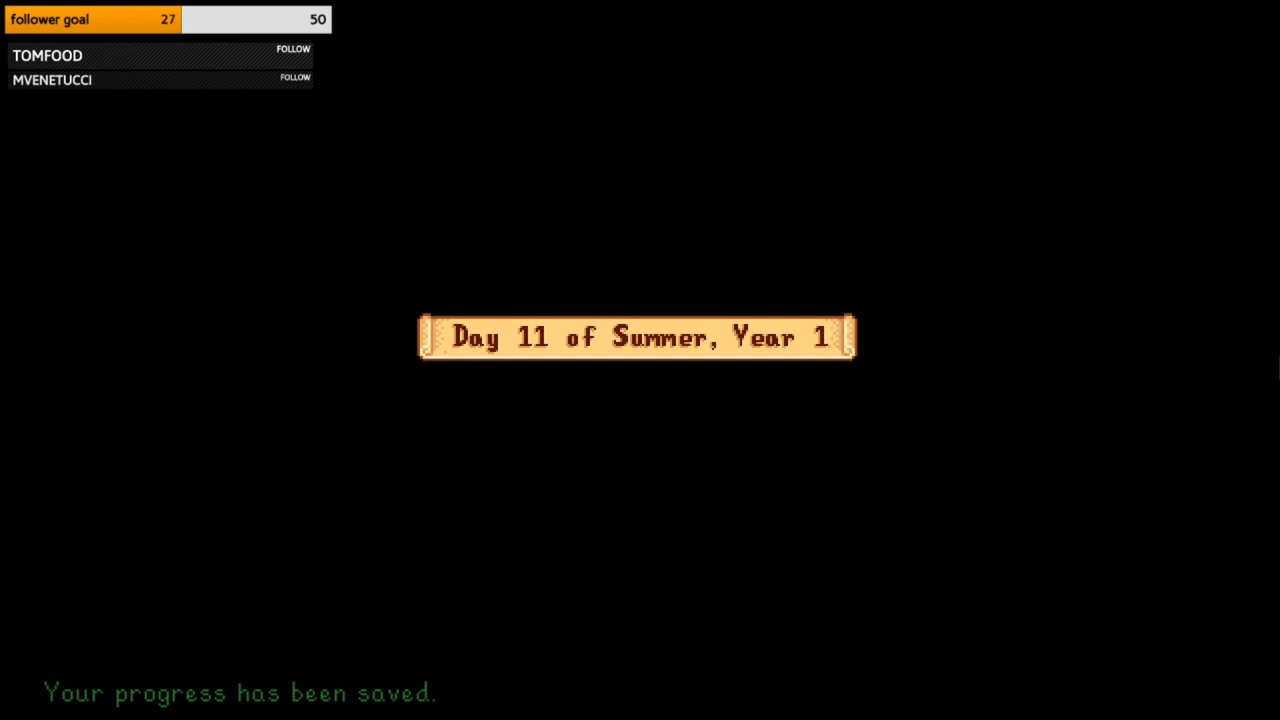 follower goal 27 50
TOMFOOD FOLLOW
MVENETUCCI FOLLOW
Day 11 of Summer, Year 1
Your progress has been saved.